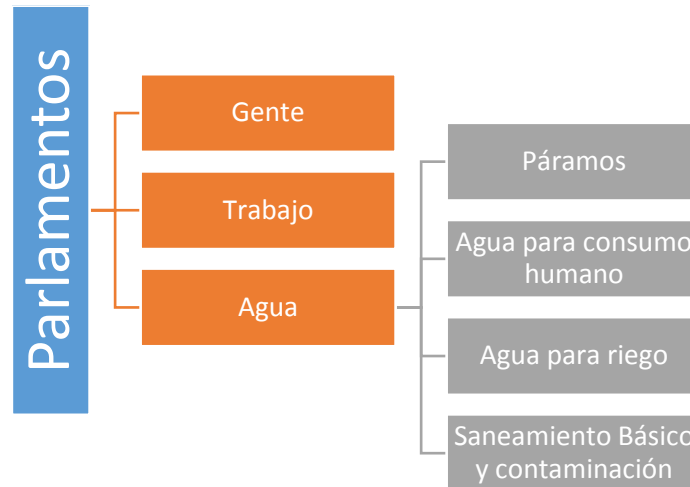 Parlamentos
Gente
Trabajo
Agua
Páramos
Agua para consumo
humano
Agua para riego
Saneamiento Básico
y contaminación